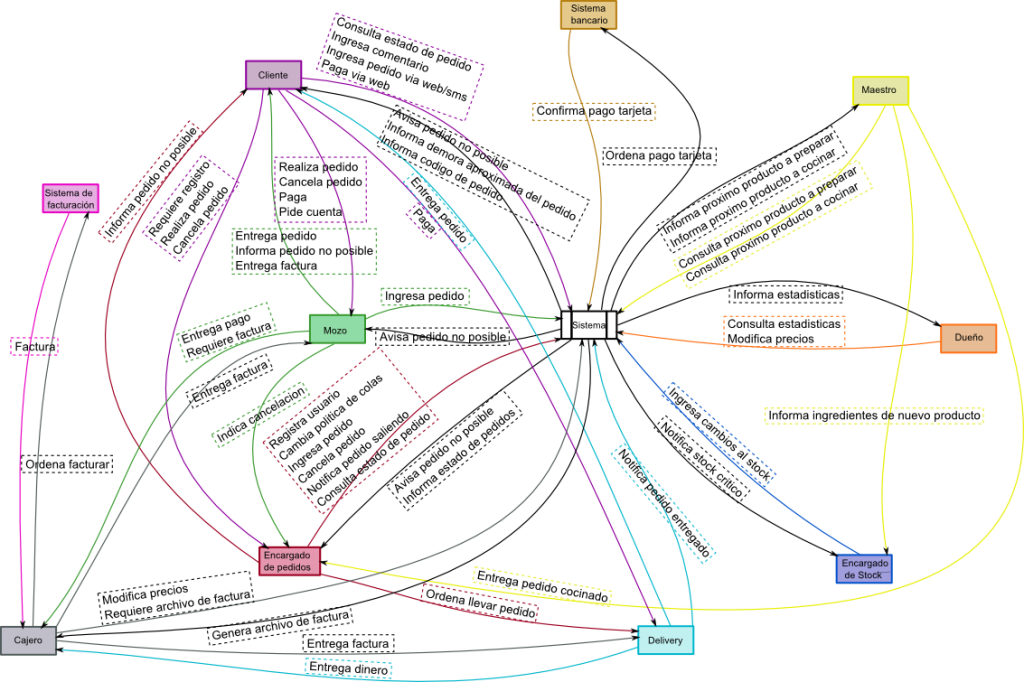 Sistema
bancario
Consulta estado de pedido
Ingresa comentario
Ingresa pedido via web/sms
Paga via web
Cliente
Maestro
Confirma pago tarjeta
Avisa pedido no posible
Informa demora aproximada del pedido
Informa codigo de pedido
Ordena pago tarjeta
Informa proximo producto a preparar
Informa proximo producto a cocinar
Consulta proximo producto a preparar
Consulta proximo producto a cocinar
Informa pedido no posible
Requiere registro
Realiza pedido
Cancela pedido
Realiza pedido
Cancela pedido
Paga
Pide cuenta
Entrega pedido
Paga
Sistema de
facturación
Entrega pedido
Informa pedido no posible
Entrega factura
Ingresa pedido
Informa estadisticas
Mozo
Sistema
Avisa pedido no posible
Consulta estadisticas
Modifica precios
Dueño
Entrega pago
Requiere factura
Factura
Entrega factura
Indica cancelacion
Registra usuario
Cambia politica de colas
Ingresa pedido
Cancela pedido
Notifica pedido saliendo
Consulta estado de pedido
Avisa pedido no posible
Informa estado de pedidos
Ingresa cambios al stock
Notifica stock critico
Informa ingredientes de nuevo producto
Ordena facturar
Notifica pedido entregado
Encargado
de pedidos
Encargado
de Stock
Entrega pedido cocinado
Ordena llevar pedido
Modifica precios
Requiere archivo de factura
Genera archivo de factura
Cajero
Entrega factura
Delivery
Entrega dinero